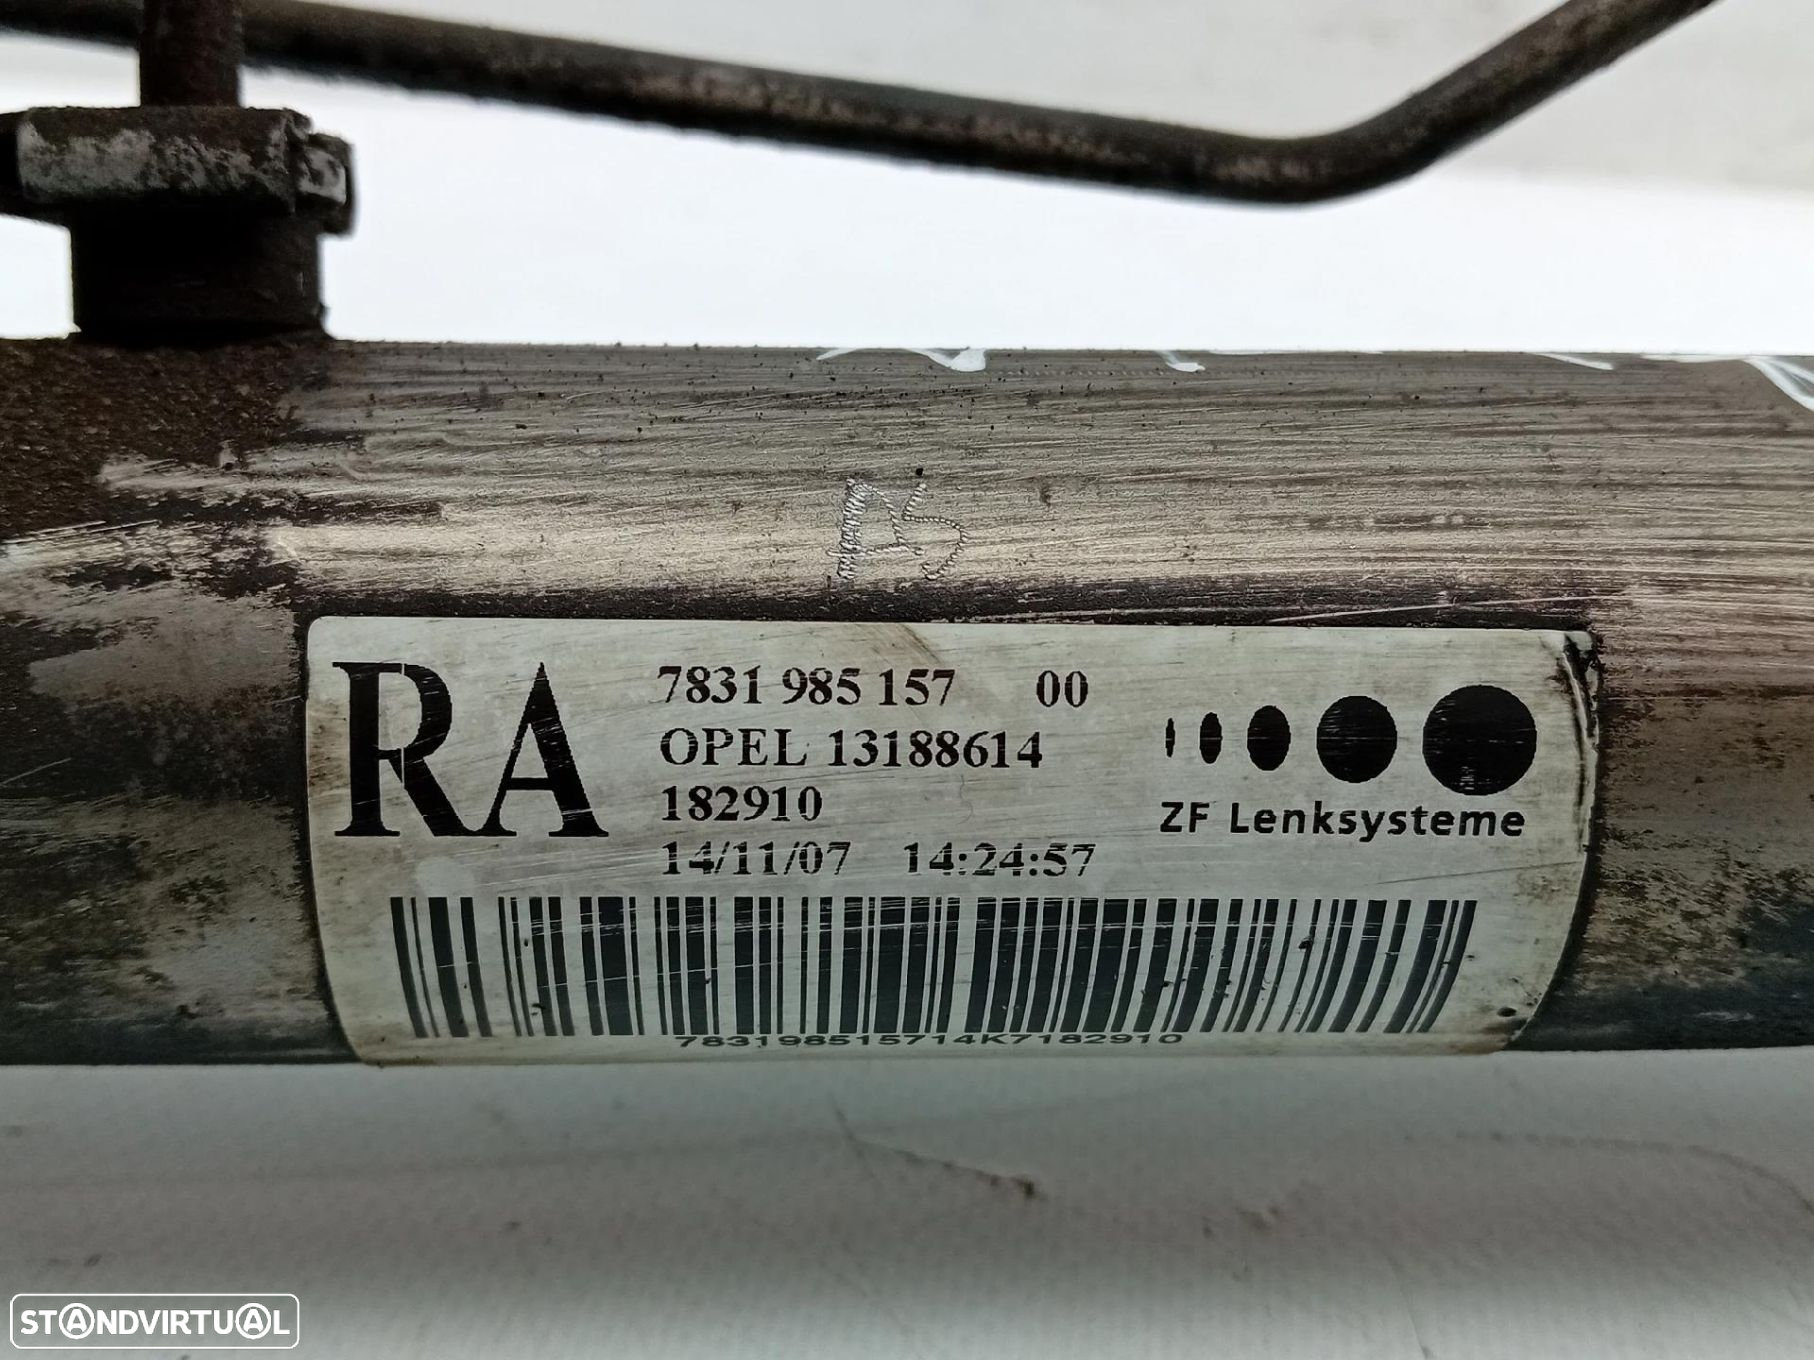 RA
7831 985 157 00
OPEL 13188614
182910
14/11/07 14:24:57
ZF Lenksysteme
783198515714K7182910
STANDVIRTUAL